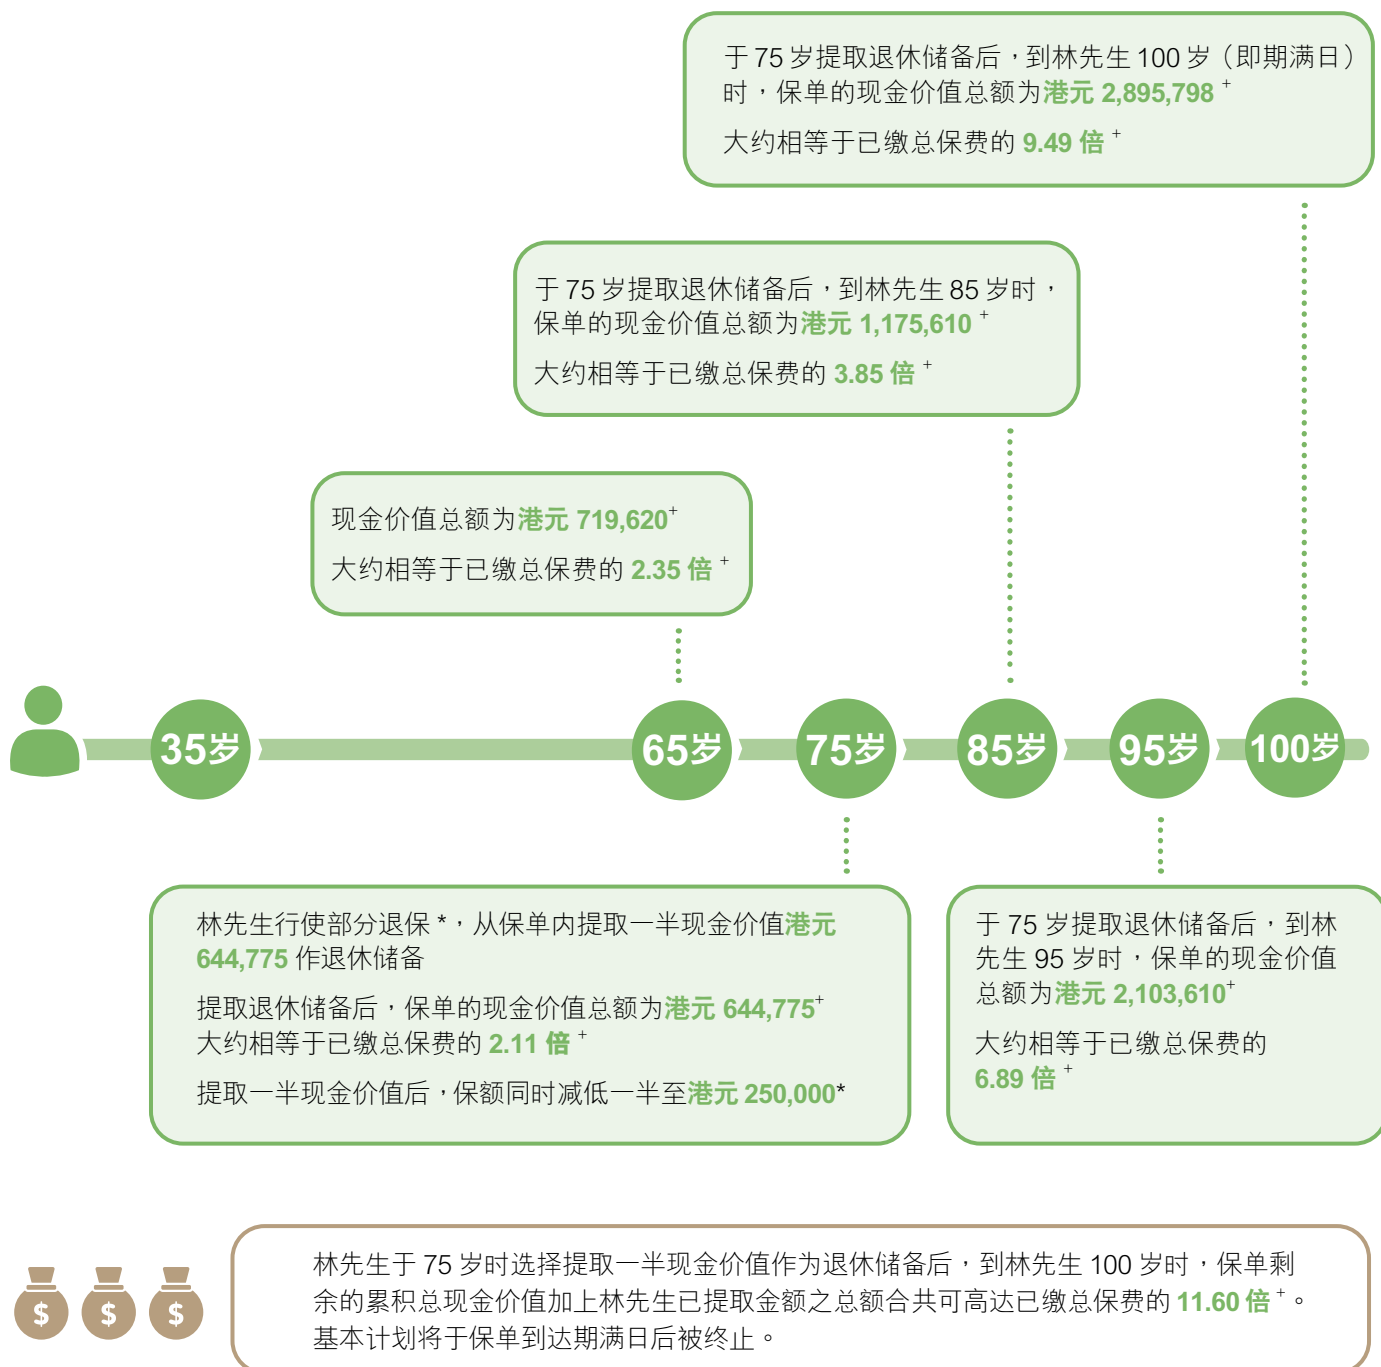 于 75 岁提取退休储备后，到林先生 100 岁（即期满日）
时，保单的现金价值总额为港元 2,895,798 +
大约相等于已缴总保费的 9.49 倍 +
于 75 岁提取退休储备后，到林先生 85 岁时，
保单的现金价值总额为港元 1,175,610 +
大约相等于已缴总保费的 3.85 倍 +
现金价值总额为港元 719,620+
大约相等于已缴总保费的 2.35 倍 +
35岁
65岁
75岁
85岁
95岁
100岁
林先生行使部分退保 *，从保单内提取一半现金价值港元
644,775 作退休储备
提取退休储备后，保单的现金价值总额为港元 644,775+
大约相等于已缴总保费的 2.11 倍 +
提取一半现金价值后，保额同时减低一半至港元 250,000*
于 75 岁提取退休储备后，到林
先生 95 岁时，保单的现金价值
总额为港元 2,103,610+
大约相等于已缴总保费的
6.89 倍 +
$
$
$
林先生于 75 岁时选择提取一半现金价值作为退休储备后，到林先生 100 岁时，保单剩
余的累积总现金价值加上林先生已提取金额之总额合共可高达已缴总保费的 11.60 倍 +。
基本计划将于保单到达期满日后被终止。